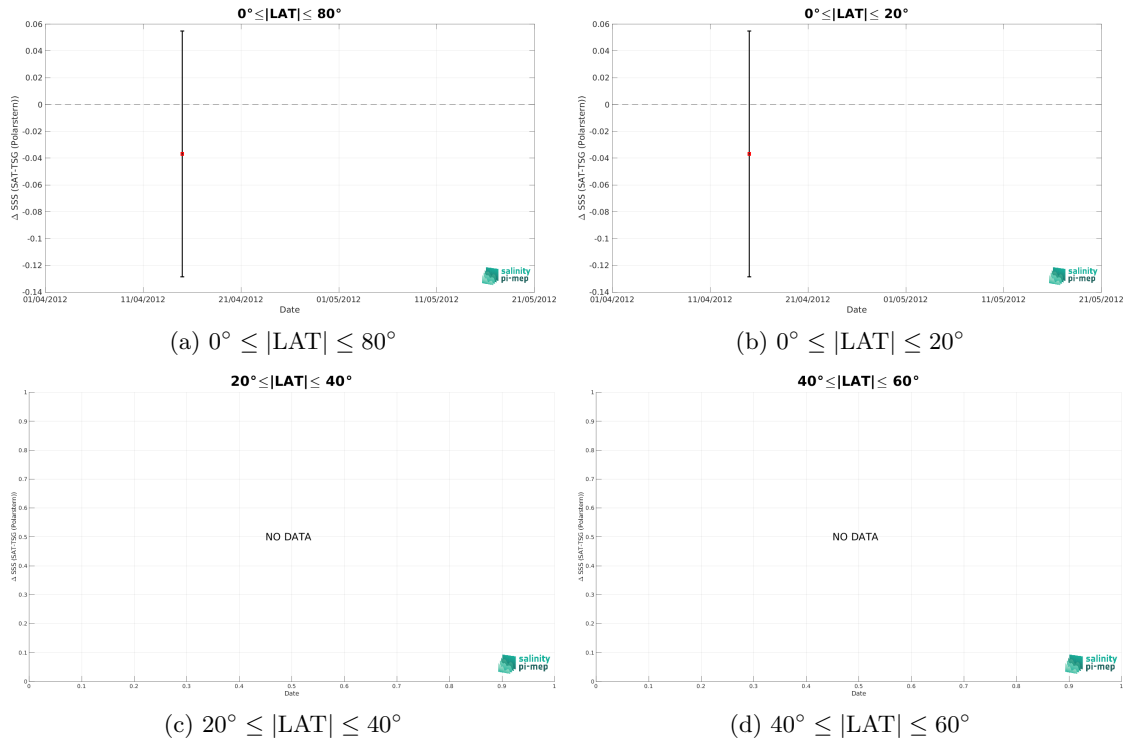 0°≤|LAT|≤ 80°
0.06
0.04
0.02
0
-0.02
-0.04
-0.06
-0.08
-0.1
-0.12
-0.14
Δ SSS (SAT-TSG (Polarstern))
01/04/2012 11/04/2012 21/04/2012 01/05/2012 11/05/2012 21/05/2012
Date
salinity
pi-mep
(a) 0° ≤ |LAT| ≤ 80°
0°≤|LAT|≤ 20°
0.06
0.04
0.02
0
-0.02
-0.04
-0.06
-0.08
-0.1
-0.12
-0.14
Δ SSS (SAT-TSG (Polarstern))
01/04/2012 11/04/2012 21/04/2012 01/05/2012 11/05/2012 21/05/2012
Date
salinity
pi-mep
(b) 0° ≤ |LAT| ≤ 20°
20°≤|LAT|≤ 40°
1
0.9
0.8
0.7
0.6
0.5
0.4
0.3
0.2
0.1
0
Δ SSS (SAT-TSG (Polarstern))
NO DATA
0 0.1 0.2 0.3 0.4 0.5 0.6 0.7 0.8 0.9 1
Date
salinity
pi-mep
(c) 20° ≤ |LAT| ≤ 40°
40°≤|LAT|≤ 60°
1
0.9
0.8
0.7
0.6
0.5
0.4
0.3
0.2
0.1
0
Δ SSS (SAT-TSG (Polarstern))
NO DATA
0 0.1 0.2 0.3 0.4 0.5 0.6 0.7 0.8 0.9 1
Date
salinity
pi-mep
(d) 40° ≤ |LAT| ≤ 60°